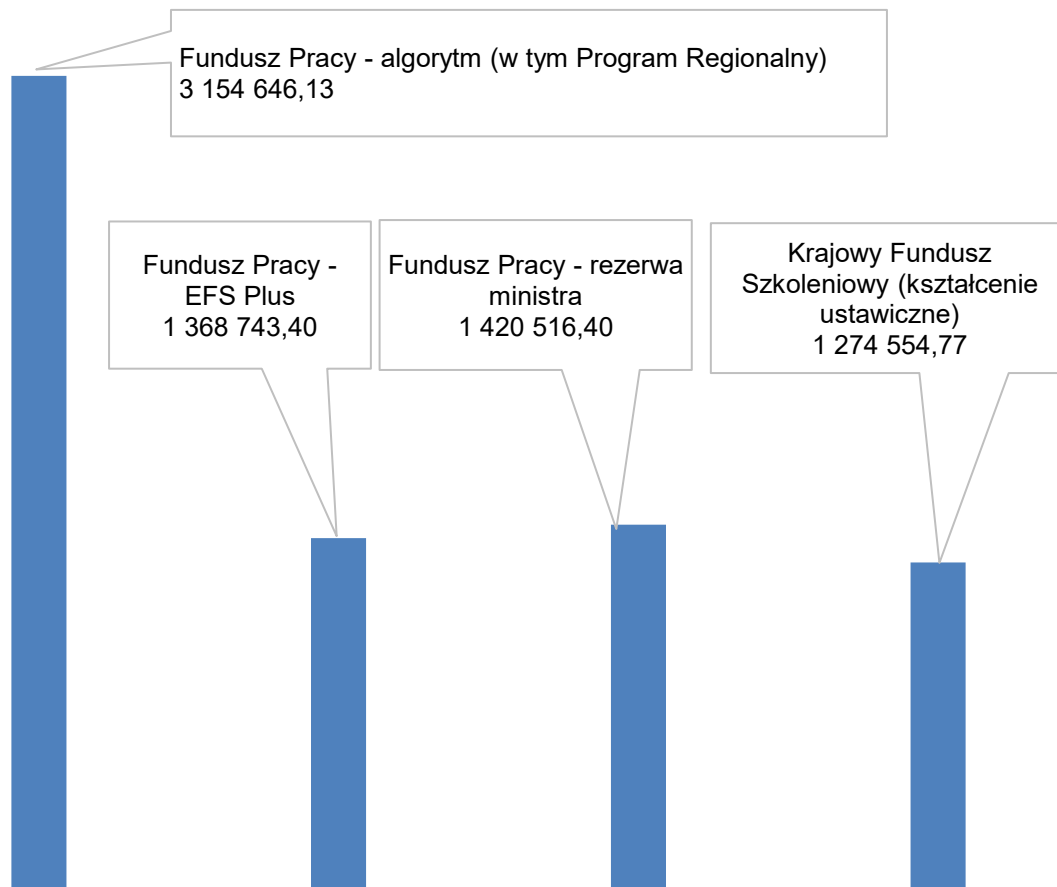 Fundusz Pracy - algorytm (w tym Program Regionalny)
3 154 646,13
Fundusz Pracy -
EFS Plus
1 368 743,40
Fundusz Pracy - rezerwa
ministra
1 420 516,40
Krajowy Fundusz
Szkoleniowy (kształcenie
ustawiczne)
1 274 554,77